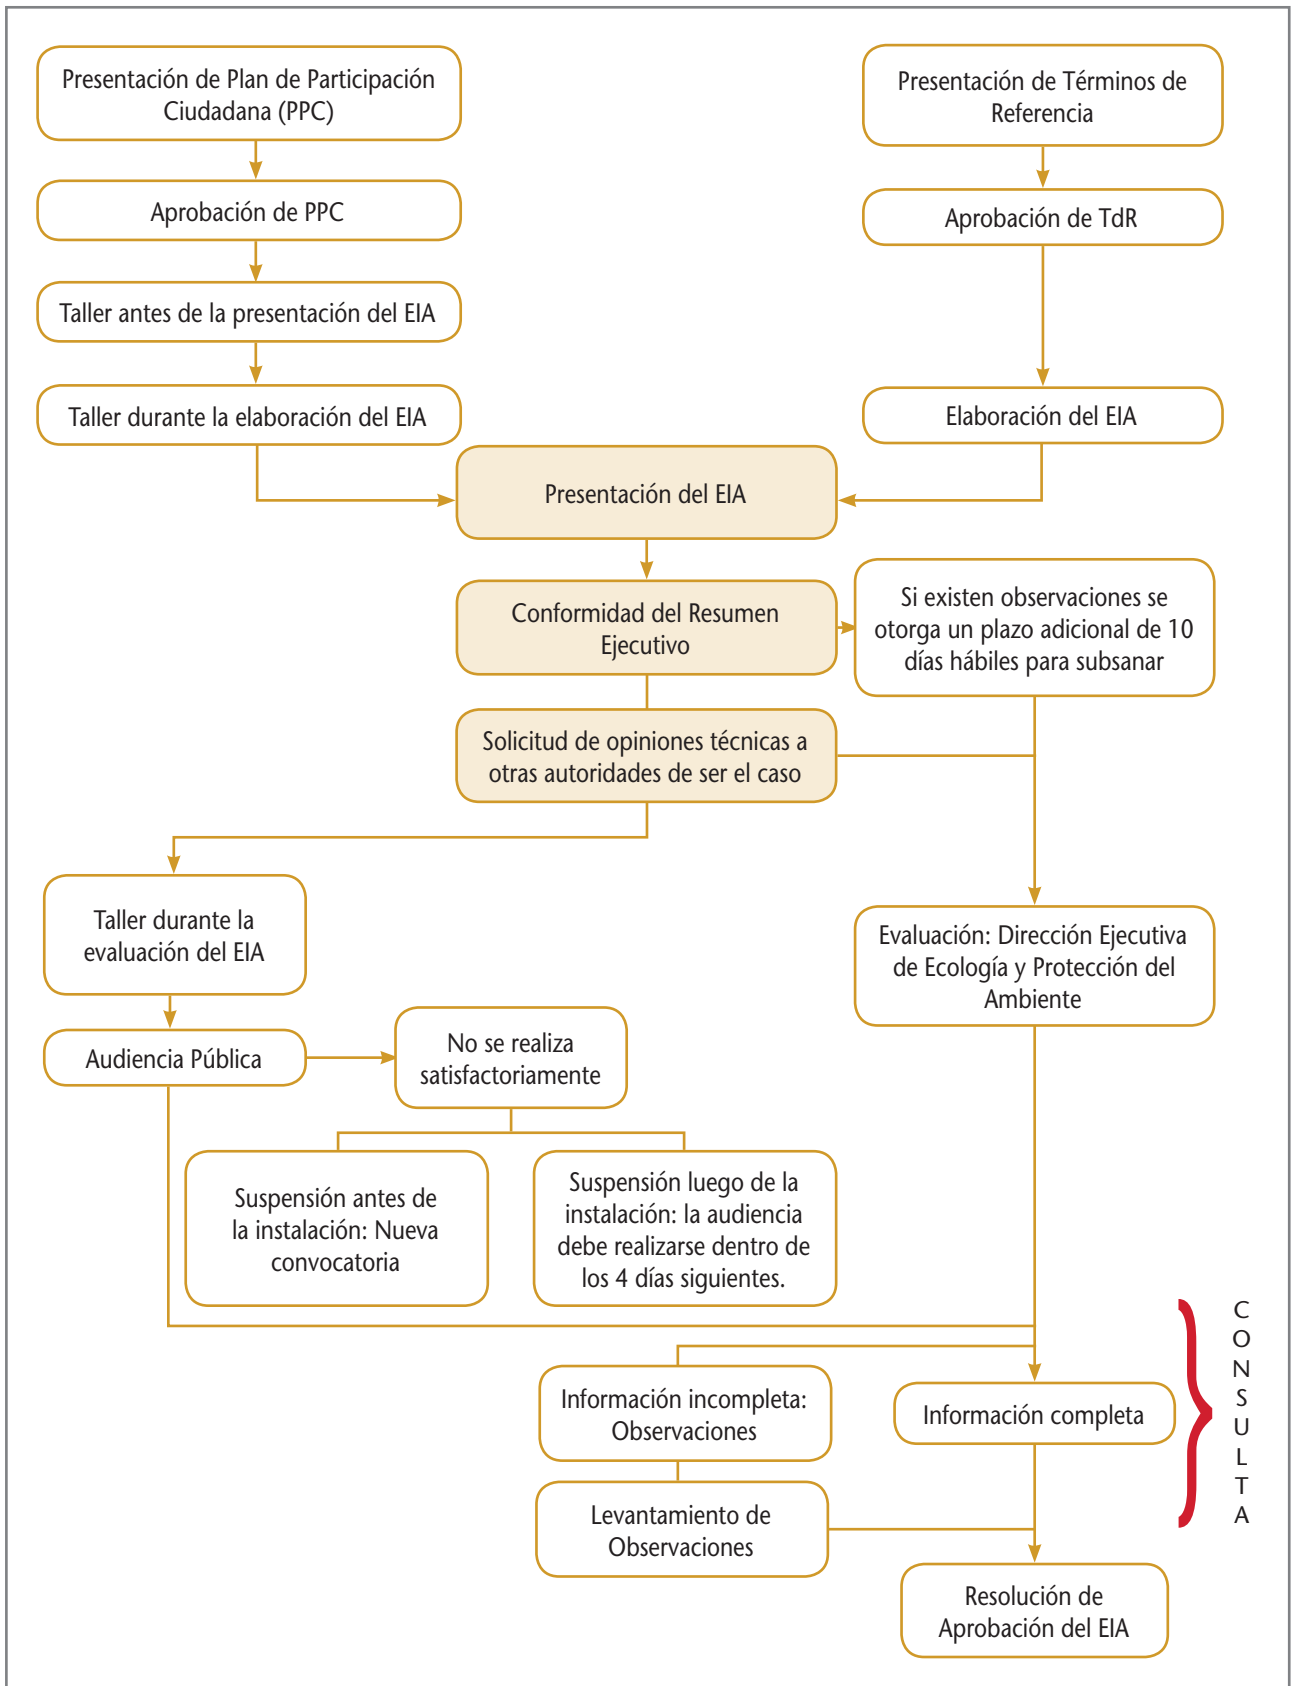 Presentación de Plan de Participación
Ciudadana (PPC)
Presentación de Términos de
Referencia
Aprobación de PPC
Aprobación de TdR
Taller antes de la presentación del EIA
Taller durante la elaboración del EIA
Elaboración del EIA
Presentación del EIA
Conformidad del Resumen
Ejecutivo
Si existen observaciones se
otorga un plazo adicional de 10
días hábiles para subsanar
Solicitud de opiniones técnicas a
otras autoridades de ser el caso
Taller durante la
evaluación del EIA
Evaluación: Dirección Ejecutiva
de Ecología y Protección del
Ambiente
Audiencia Pública
No se realiza
satisfactoriamente
Suspensión antes de
la instalación: Nueva
convocatoria
Suspensión luego de la
instalación: la audiencia
debe realizarse dentro de
los 4 días siguientes.
Información incompleta:
Observaciones
Información completa
CONSULTA
Levantamiento de
Observaciones
Resolución de
Aprobación del EIA